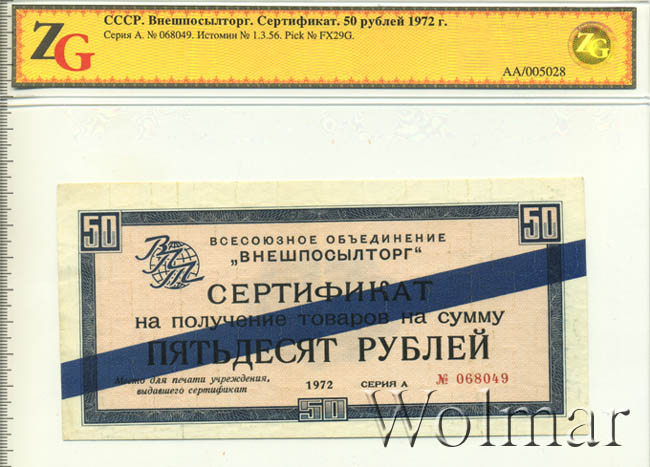 ZG
СССР. Внешпосылторг. Сертификат. 50 рублей 1972 г.
Серия А. № 068049. Истомин № 1.3.56. Pick № FX29G.
ZG
AA/005028
50
50
ВПТ
ВСЕСОЮЗНОЕ ОБЪЕДИНЕНИЕ
„ВНЕШПОСЫЛТОРГ“
СЕРТИФИКАТ
на получение товаров на сумму
ПЯТЬДЕСЯТ РУБЛЕЙ
Место для печати учреждения,
выдавшего сертификат
1972 СЕРИЯ А № 068049
50
Wolmar